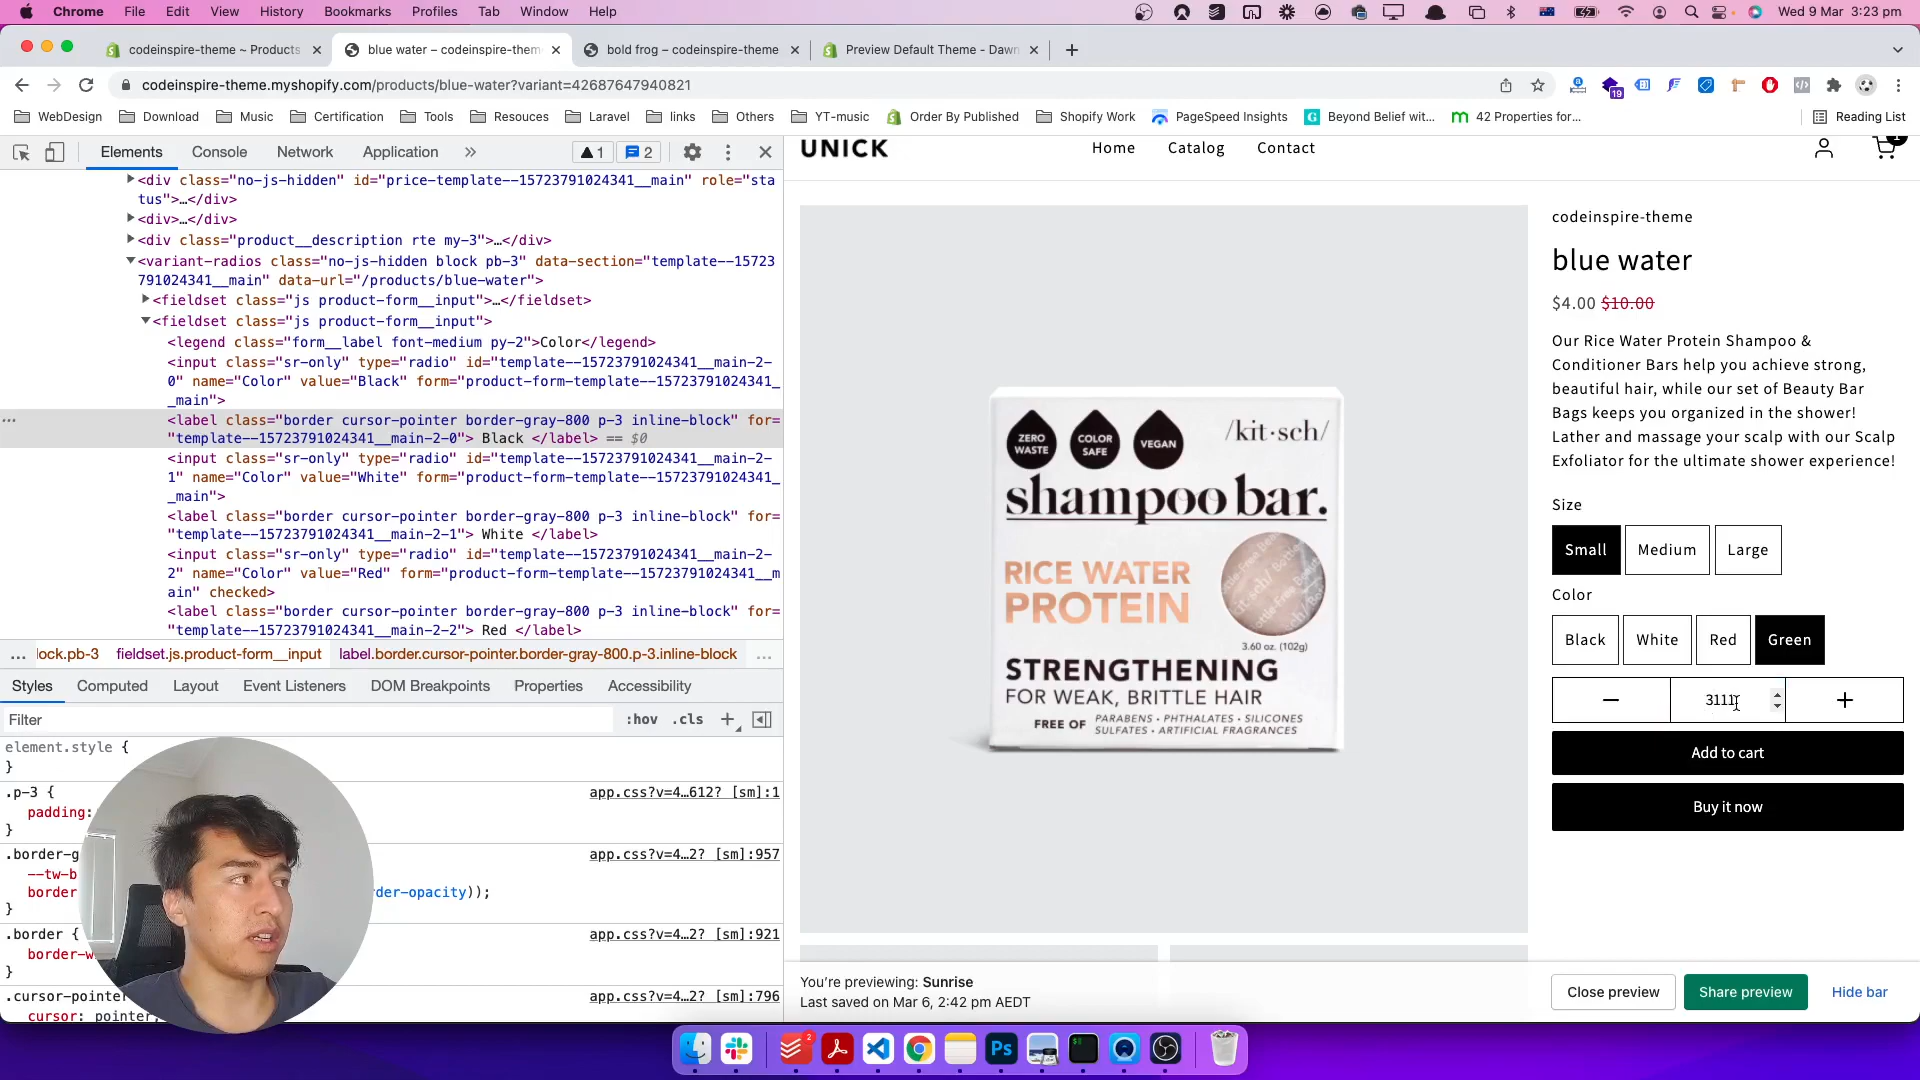 Chrome File Edit View History Bookmarks Profiles Tab Window Help Wed 9 Mar 3:23 pm
codeinspire-theme ~ Products blue water – codeinspire-them bold frog – codeinspire-theme Preview Default Theme - Dawn
codeinspire-theme.myshopify.com/products/blue-water?variant=42687647940821
19
WebDesign Download Music Certification Tools Resouces Laravel links Others YT-music Order By Published Shopify Work PageSpeed Insights Beyond Belief wit... 42 Properties for... Reading List
Elements Console Network Application » 1 2
<div class="no-js-hidden" id="price-template--15723791024341__main" role="sta
tus">…</div>
<div>…</div>
<div class="product__description rte my-3">…</div>
<variant-radios class="no-js-hidden block pb-3" data-section="template--15723
791024341__main" data-url="/products/blue-water">
<fieldset class="js product-form__input">…</fieldset>
<fieldset class="js product-form__input">
<legend class="form__label font-medium py-2">Color</legend>
<input class="sr-only" type="radio" id="template--15723791024341__main-2-
0" name="Color" value="Black" form="product-form-template--15723791024341_
_main">
… <label class="border cursor-pointer border-gray-800 p-3 inline-block" for=
"template--15723791024341__main-2-0"> Black </label> == $0
<input class="sr-only" type="radio" id="template--15723791024341__main-2-
1" name="Color" value="White" form="product-form-template--15723791024341_
_main">
<label class="border cursor-pointer border-gray-800 p-3 inline-block" for=
"template--15723791024341__main-2-1"> White </label>
<input class="sr-only" type="radio" id="template--15723791024341__main-2-
2" name="Color" value="Red" form="product-form-template--15723791024341__m
ain" checked>
<label class="border cursor-pointer border-gray-800 p-3 inline-block" for=
"template--15723791024341__main-2-2"> Red </label>
… lock.pb-3 fieldset.js.product-form__input label.border.cursor-pointer.border-gray-800.p-3.inline-block …
Styles Computed Layout Event Listeners DOM Breakpoints Properties Accessibility
Filter :hov .cls +
element.style {
}
.p-3 { app.css?v=4…612? [sm]:1
padding:
}
.border-g app.css?v=4…2? [sm]:957
--tw-b
border der-opacity));
}
.border { app.css?v=4…2? [sm]:921
border-w
}
.cursor-pointer app.css?v=4…2? [sm]:796
cursor: pointer;
UNICK
Home Catalog Contact
1
ZERO WASTE
COLOR SAFE
VEGAN
/kit·sch/
shampoo bar.
RICE WATER
PROTEIN
3.60 oz. (102g)
STRENGTHENING
FOR WEAK, BRITTLE HAIR
FREE OF PARABENS • PHTHALATES • SILICONES
SULFATES • ARTIFICIAL FRAGRANCES
codeinspire-theme
blue water
$4.00 $10.00
Our Rice Water Protein Shampoo &
Conditioner Bars help you achieve strong,
beautiful hair, while our set of Beauty Bar
Bags keeps you organized in the shower!
Lather and massage your scalp with our Scalp
Exfoliator for the ultimate shower experience!
Size
Small Medium Large
Color
Black White Red Green
3111
Add to cart
Buy it now
You're previewing: Sunrise
Last saved on Mar 6, 2:42 pm AEDT
Close preview Share preview Hide bar
2
Ps